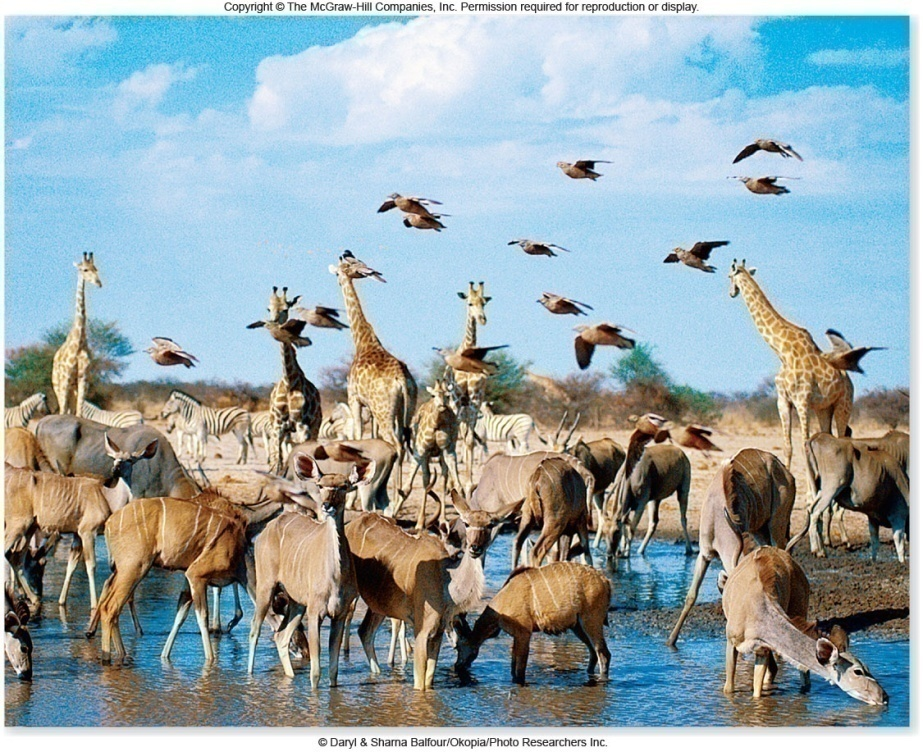 Copyright © The McGraw-Hill Companies, Inc. Permission required for reproduction or display.
© Daryl & Sharna Balfour/Okopia/Photo Researchers Inc.